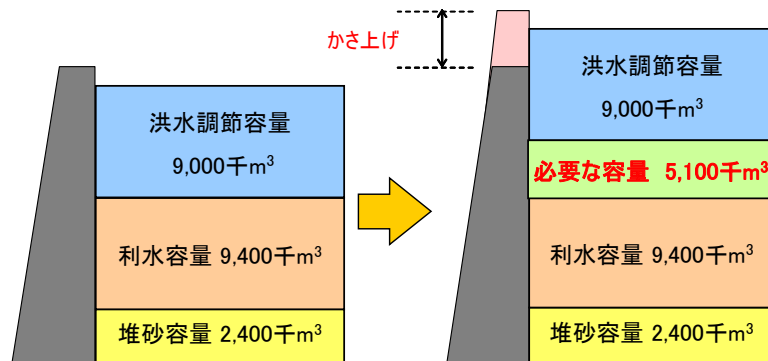 洪水調節容量
9,000千m³
利水容量 9,400千m³
堆砂容量 2,400千m³
かさ上げ
洪水調節容量
9,000千m³
必要な容量 5,100千m³
利水容量 9,400千m³
堆砂容量 2,400千m³